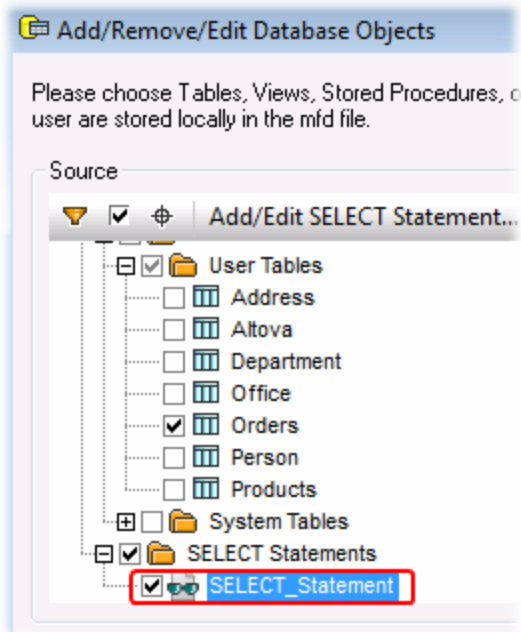 Add/Remove/Edit Database Objects
Please choose Tables, Views, Stored Procedures,
user are stored locally in the mfd file.
Source
Add/Edit SELECT Statement...
User Tables
Address
Altova
Department
Office
Orders
Person
Products
System Tables
SELECT Statements
SELECT_Statement